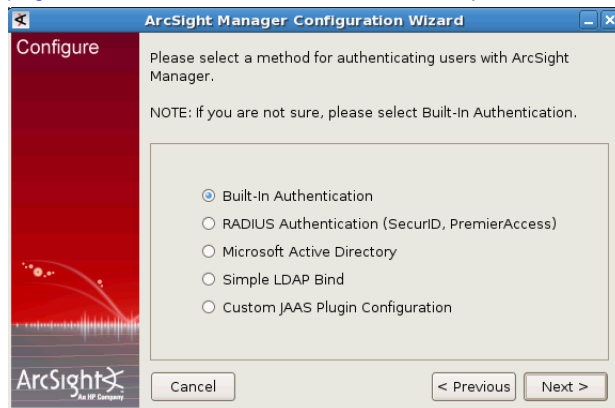 ArcSight Manager Configuration Wizard
Configure
Please select a method for authenticating users with ArcSight
Manager.
NOTE: If you are not sure, please select Built-In Authentication.
Built-In Authentication
RADIUS Authentication (SecurID, PremierAccess)
Microsoft Active Directory
Simple LDAP Bind
Custom JAAS Plugin Configuration
ArcSight
An HP Company
Cancel
< Previous
Next >